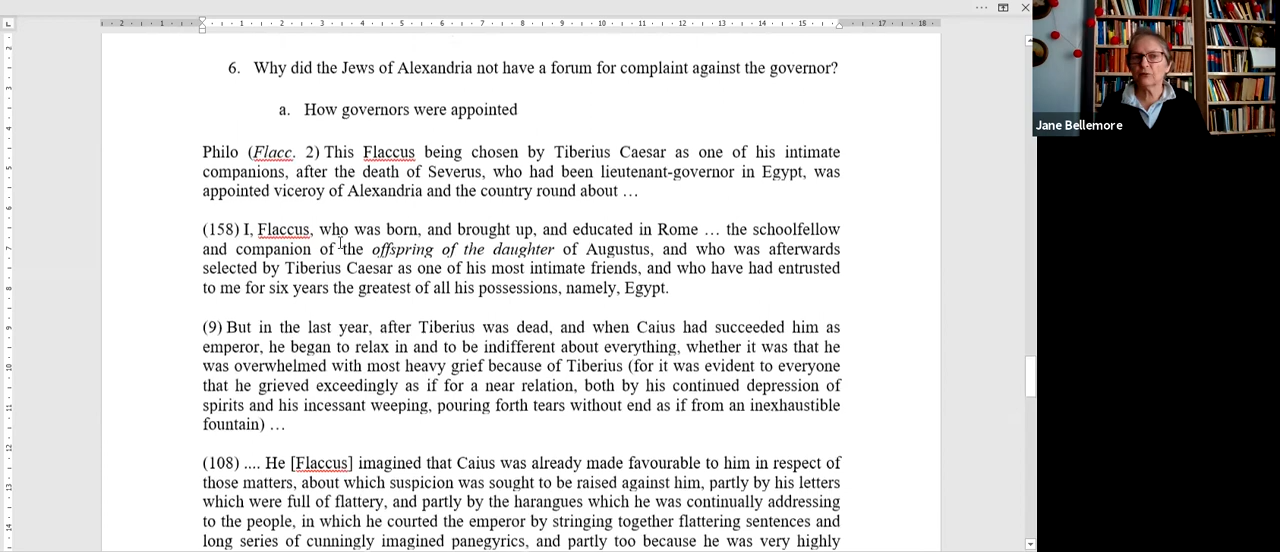 6. Why did the Jews of Alexandria not have a forum for complaint against the governor?
a. How governors were appointed
Philo (Flacc. 2) This Flaccus being chosen by Tiberius Caesar as one of his intimate
companions, after the death of Severus, who had been lieutenant-governor in Egypt, was
appointed viceroy of Alexandria and the country round about …
(158) I, Flaccus, who was born, and brought up, and educated in Rome … the schoolfellow
and companion of the offspring of the daughter of Augustus, and who was afterwards
selected by Tiberius Caesar as one of his most intimate friends, and who have had entrusted
to me for six years the greatest of all his possessions, namely, Egypt.
(9) But in the last year, after Tiberius was dead, and when Caius had succeeded him as
emperor, he began to relax in and to be indifferent about everything, whether it was that he
was overwhelmed with most heavy grief because of Tiberius (for it was evident to everyone
that he grieved exceedingly as if for a near relation, both by his continued depression of
spirits and his incessant weeping, pouring forth tears without end as if from an inexhaustible
fountain) …
(108) .... He [Flaccus] imagined that Caius was already made favourable to him in respect of
those matters, about which suspicion was sought to be raised against him, partly by his letters
which were full of flattery, and partly by the harangues which he was continually addressing
to the people, in which he courted the emperor by stringing together flattering sentences and
long series of cunningly imagined panegyrics, and partly too because he was very highly
Jane Bellemore